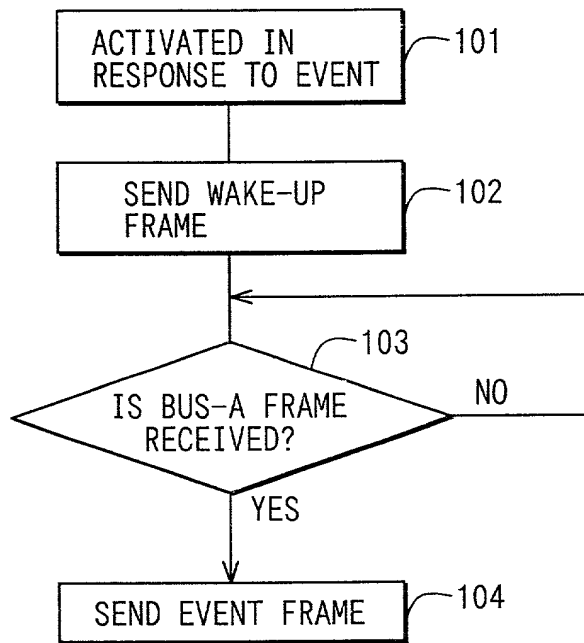 ACTIVATED IN
RESPONSE TO EVENT
101
SEND WAKE-UP
FRAME
102
103
IS BUS-A FRAME
RECEIVED?
NO
YES
SEND EVENT FRAME
104